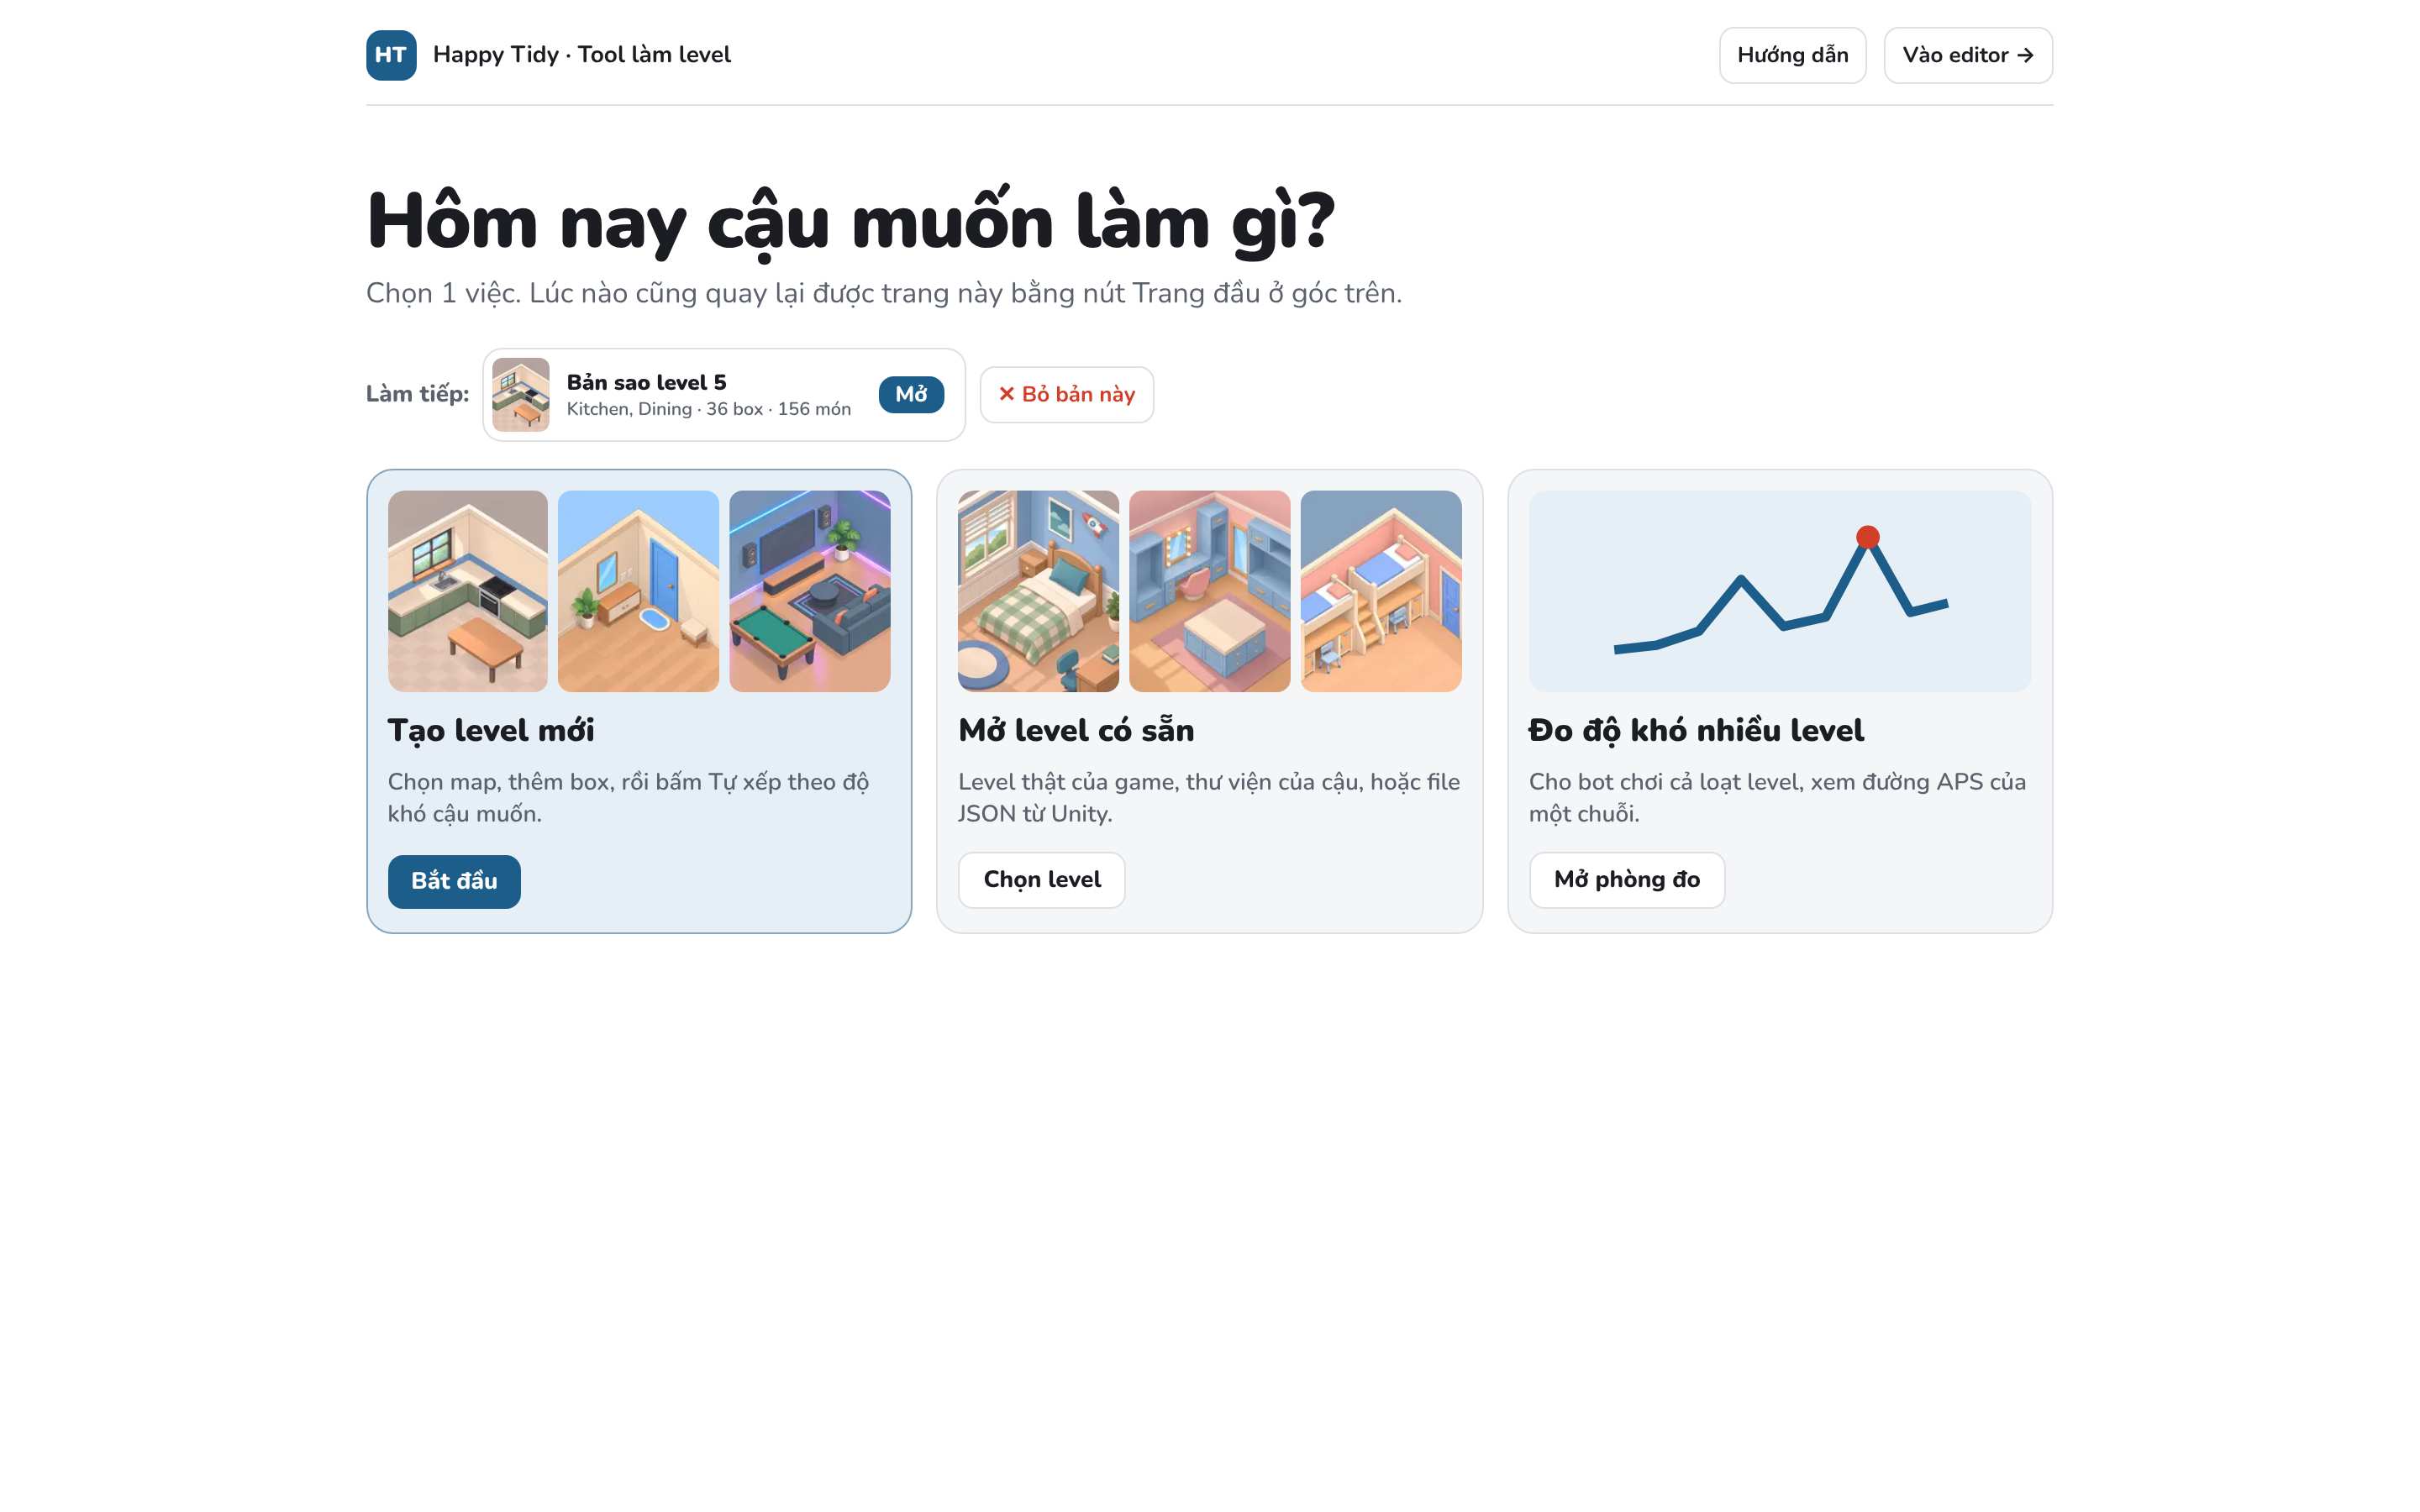 HT
Happy Tidy · Tool làm level
Hướng dẫn
Vào editor →
Hôm nay cậu muốn làm gì?
Chọn 1 việc. Lúc nào cũng quay lại được trang này bằng nút Trang đầu ở góc trên.
Làm tiếp:
Bản sao level 5
Kitchen, Dining · 36 box · 156 món
Mở
✕ Bỏ bản này
Tạo level mới
Chọn map, thêm box, rồi bấm Tự xếp theo độ
khó cậu muốn.
Bắt đầu
Mở level có sẵn
Level thật của game, thư viện của cậu, hoặc file
JSON từ Unity.
Chọn level
Đo độ khó nhiều level
Cho bot chơi cả loạt level, xem đường APS của
một chuỗi.
Mở phòng đo